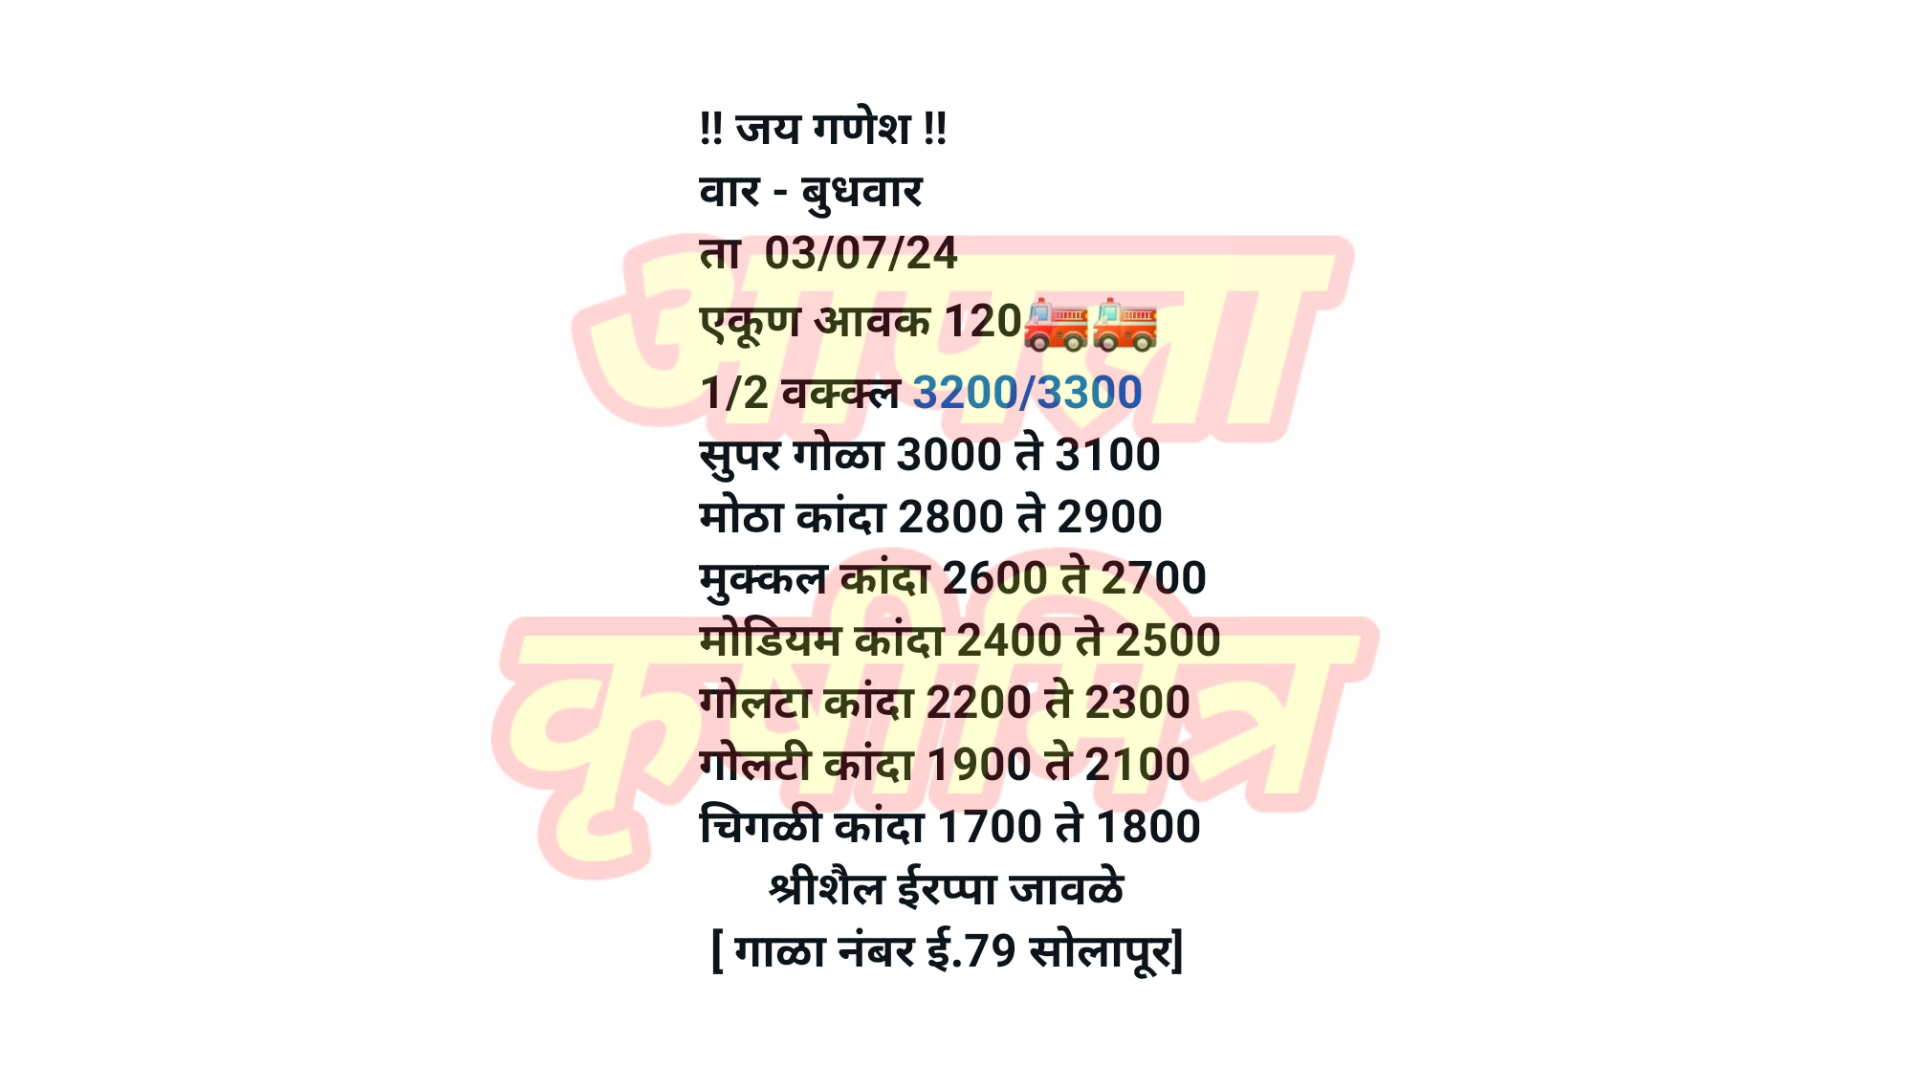 !! जय गणेश !!
वार - बुधवार
ता 03/07/24
एकूण आवक 120🚒🚒
1/2 वक्क्ल 3200/3300
सुपर गोळा 3000 ते 3100
मोठा कांदा 2800 ते 2900
मुक्कल कांदा 2600 ते 2700
मोडियम कांदा 2400 ते 2500
गोलटा कांदा 2200 ते 2300
गोलटी कांदा 1900 ते 2100
चिगळी कांदा 1700 ते 1800
श्रीशैल ईरप्पा जावळे
[ गाळा नंबर ई.79 सोलापूर]
आपला
कृषीमित्र